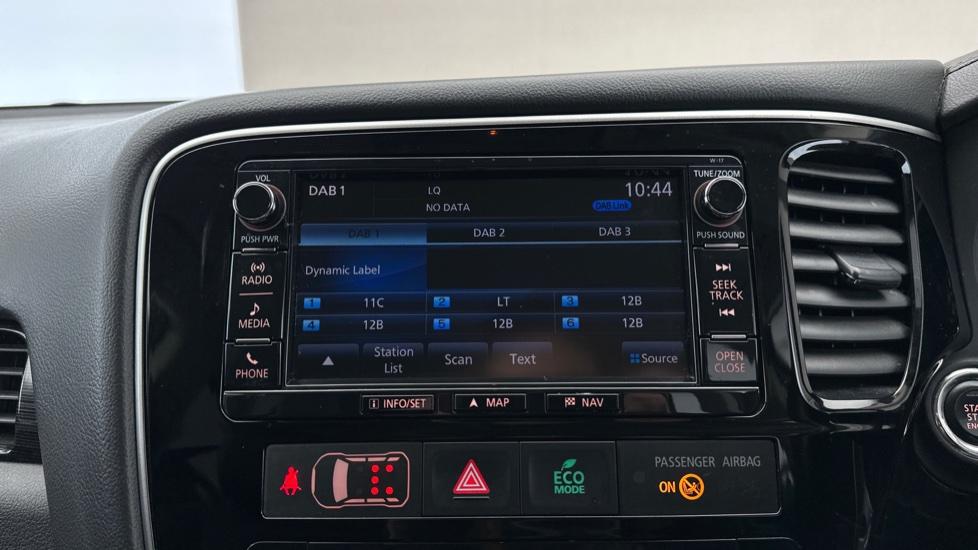 W-17
VOL
PUSH PWR
RADIO
MEDIA
PHONE
DAB 1
LQ
10:44
NO DATA
DAB Link
DAB 1
DAB 2
DAB 3
Dynamic Label
1 11C
2 LT
3 12B
4 12B
5 12B
6 12B
Station
List
Scan
Text
Source
TUNE/ZOOM
PUSH SOUND
SEEK
TRACK
OPEN
CLOSE
i INFO/SET
MAP
NAV
ECO
MODE
PASSENGER AIRBAG
ON